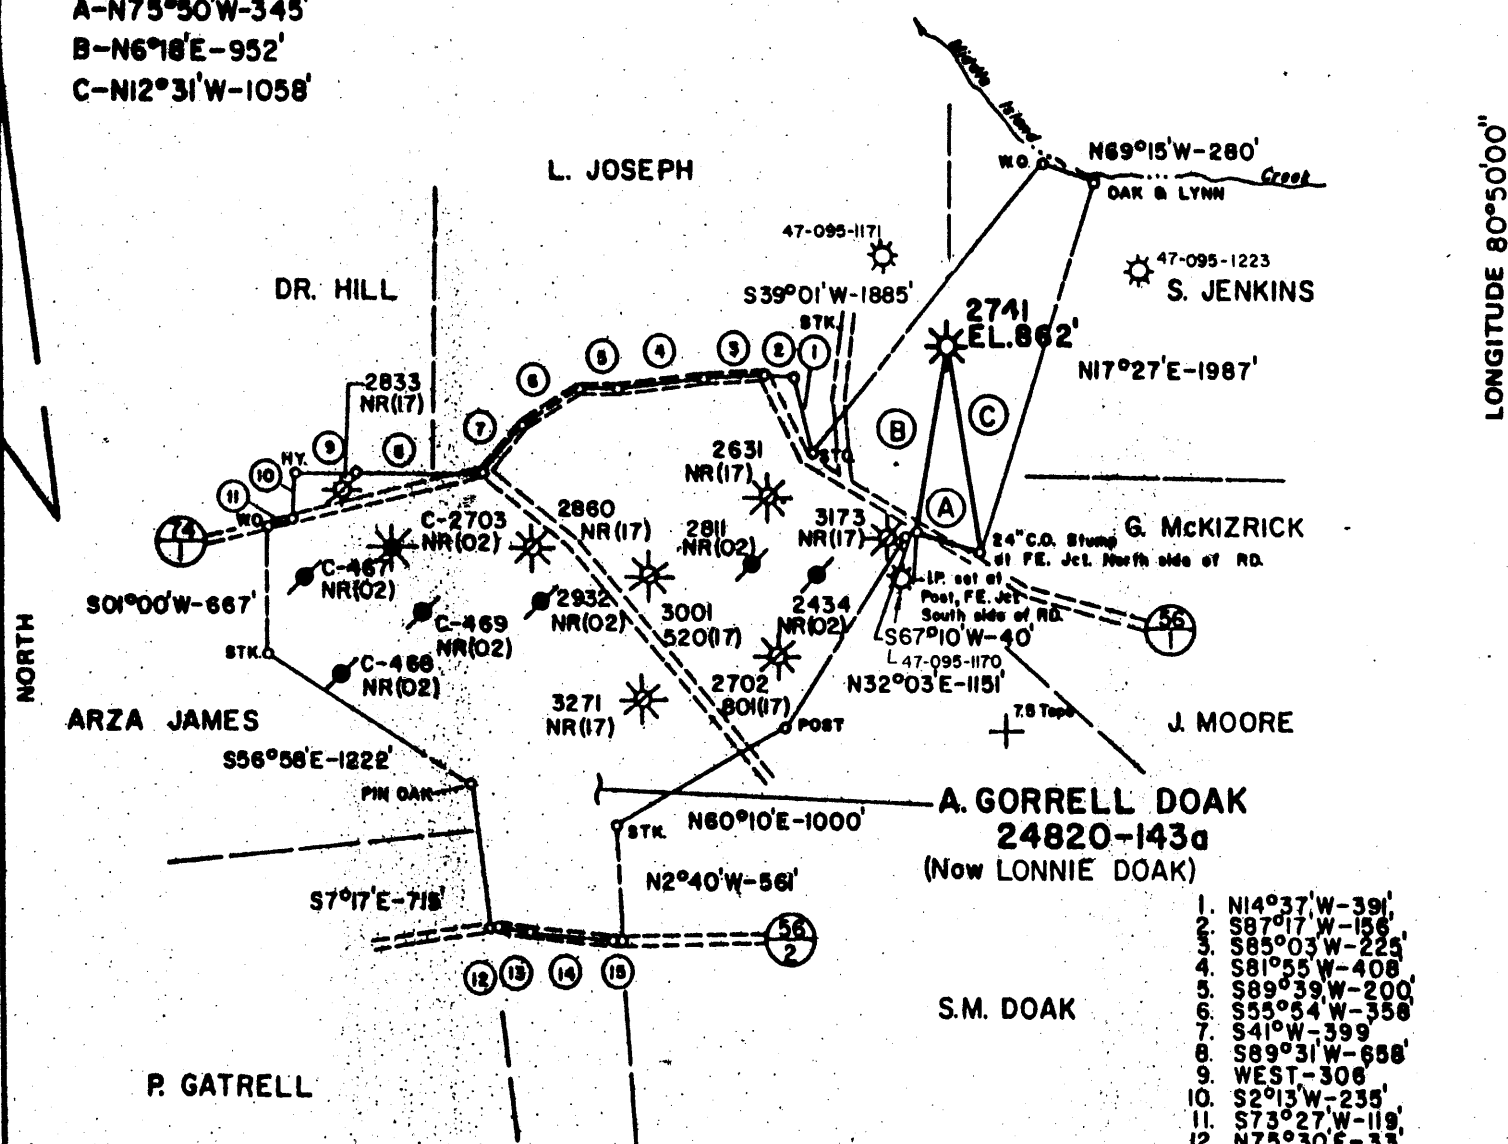 A-N75°50'W-345'
B-N6°18'E-952'
C-N12°31'W-1058'
LONGITUDE 80°50'00"
Middle Island
W.O.
N69°15'W-280'
Creek
OAK & LYNN
L. JOSEPH
47-095-1171
47-095-1223
S. JENKINS
DR. HILL
S39°01'W-1885'
STK.
2741
EL.862'
N17°27'E-1987'
5
4
3
2
1
6
2833
NR(17)
7
9
8
B
C
HY.
10
11
W.O.
74
1
2631
NR(17)
STO.
A
C-2703
NR(02)
2860
NR(17)
2811
NR(02)
3173
NR(17)
G. McKIZRICK
24" C.O. Stump
at FE. Jct. North side of RD.
C-467
NR(02)
I.P. set at
Post, FE. Jct.
South side of RD.
56
1
S01°00'W-667'
C-469
NR(02)
2932
NR(02)
3001
520(17)
2434
NR(02)
S67°10'W-40'
47-095-1170
N32°03'E-1151'
NORTH
STK.
C-468
NR(02)
2702
801(17)
3271
NR(17)
POST
7.5 Topo
J. MOORE
ARZA JAMES
S56°58'E-1222'
PIN OAK
A. GORRELL DOAK
24820-143a
(Now LONNIE DOAK)
STK.
N60°10'E-1000'
N2°40'W-561'
S7°17'E-715'
56
2
12
13
14
15
S.M. DOAK
P. GATRELL
1. N14°37'W-391'
2. S87°17'W-156'
3. S85°03'W-225'
4. S81°55'W-408'
5. S89°39'W-200'
6. S55°54'W-358'
7. S41°W-399'
8. S89°31'W-658'
9. WEST-306'
10. S2°13'W-235'
11. S73°27'W-119'
12. N75°30'E-33'